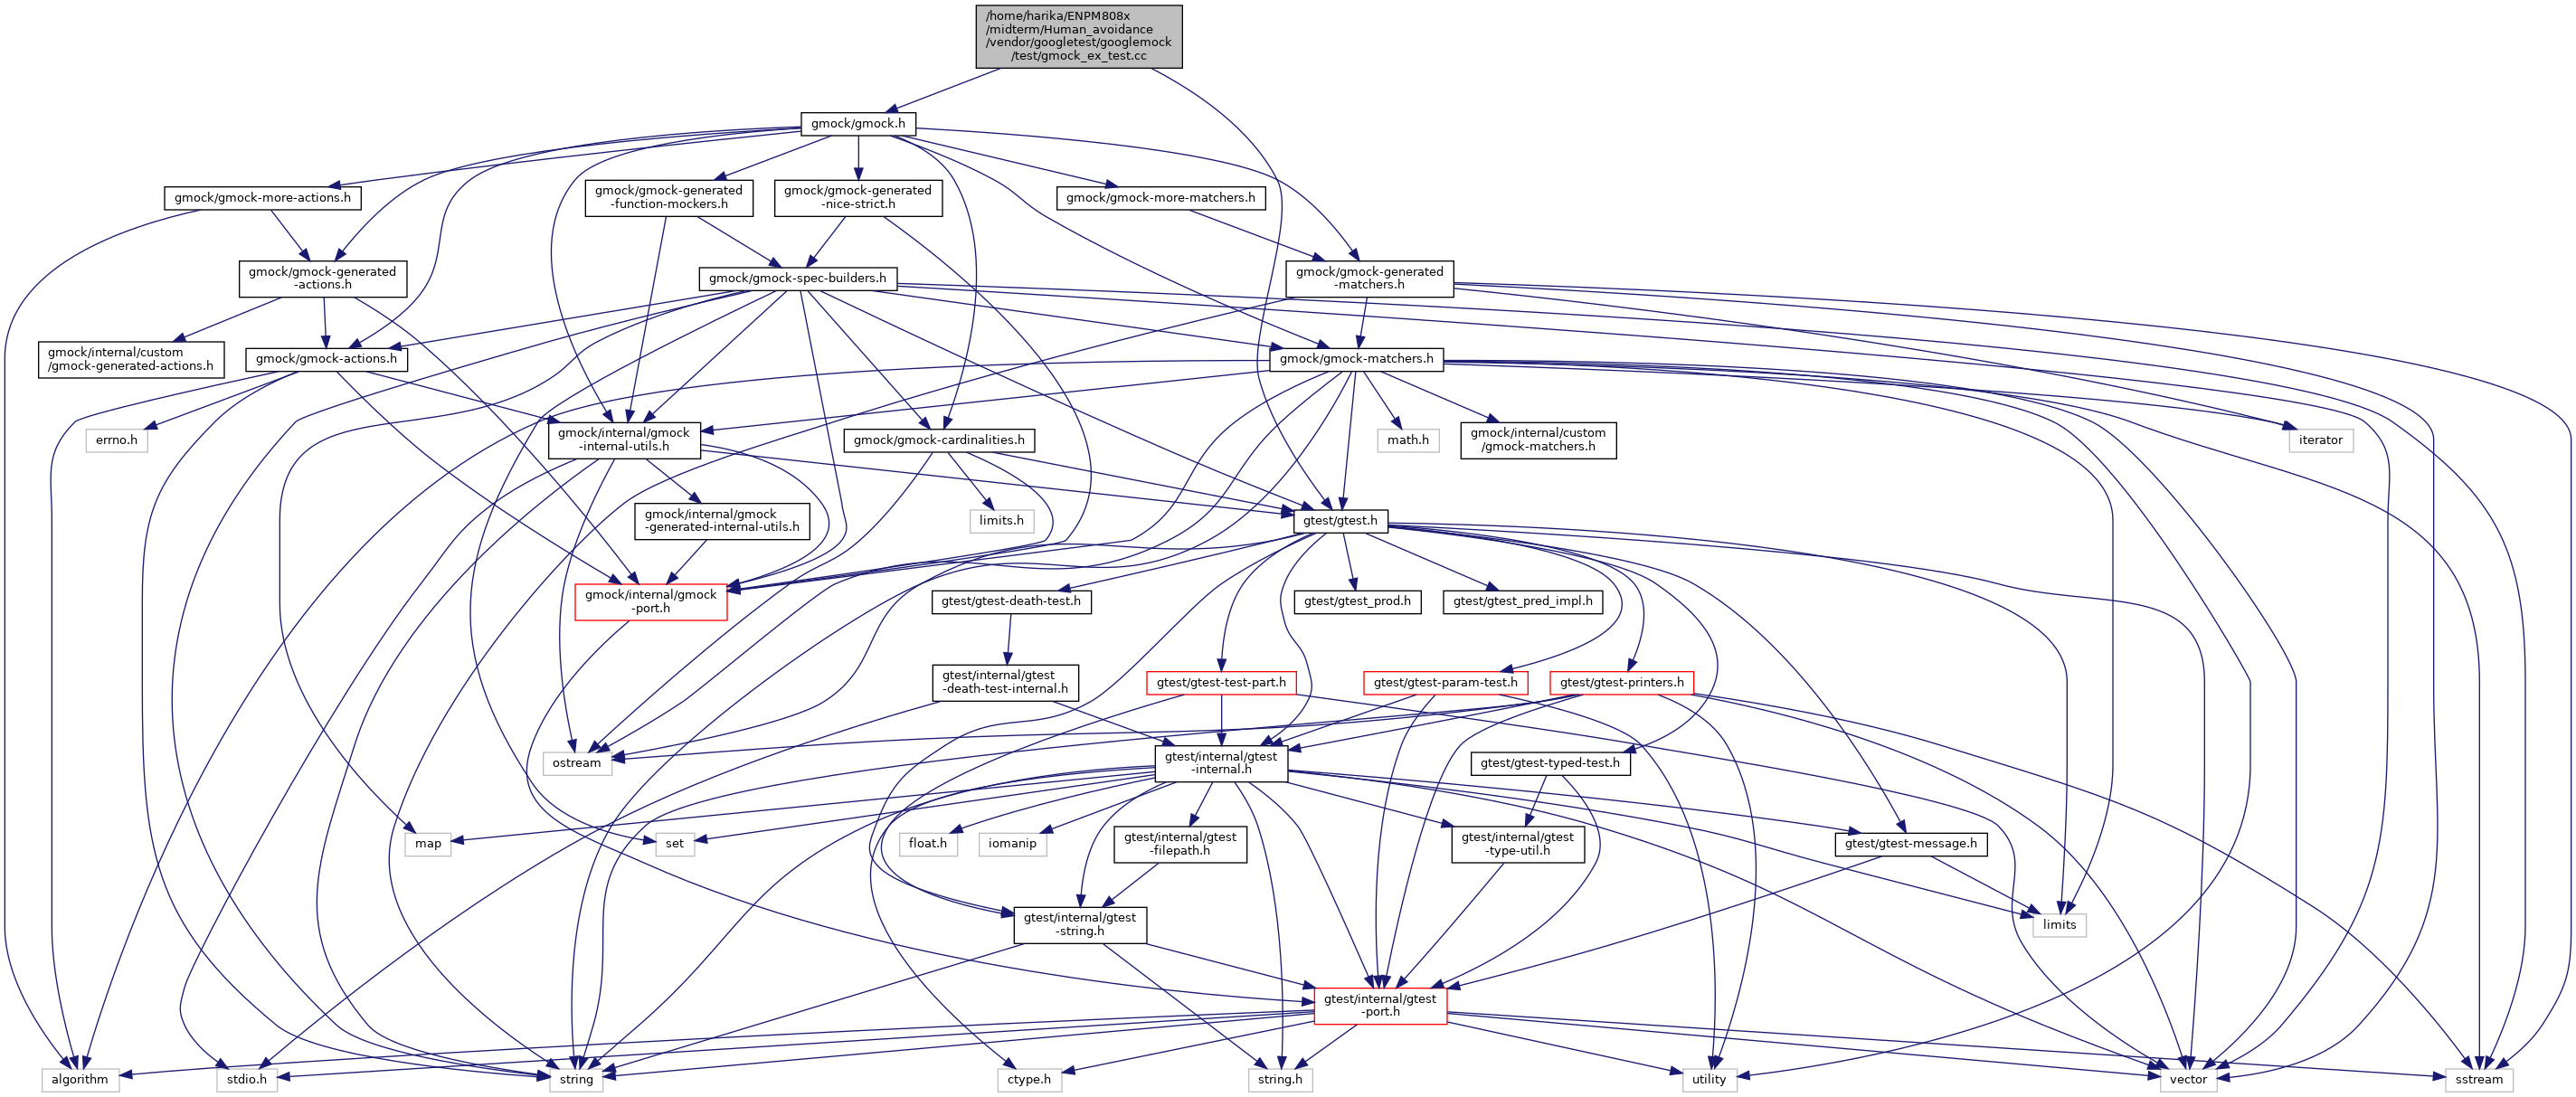 /home/harika/ENPM808x
/midterm/Human_avoidance
/vendor/googletest/googlemock
/test/gmock_ex_test.cc
gmock/gmock.h
gmock/gmock-more-actions.h
gmock/gmock-generated
-function-mockers.h
gmock/gmock-generated
-nice-strict.h
gmock/gmock-more-matchers.h
gmock/gmock-generated
-actions.h
gmock/gmock-spec-builders.h
gmock/gmock-generated
-matchers.h
gmock/internal/custom
/gmock-generated-actions.h
gmock/gmock-actions.h
gmock/gmock-matchers.h
errno.h
gmock/internal/gmock
-internal-utils.h
gmock/gmock-cardinalities.h
math.h
gmock/internal/custom
/gmock-matchers.h
iterator
gmock/internal/gmock
-generated-internal-utils.h
limits.h
gtest/gtest.h
gmock/internal/gmock
-port.h
gtest/gtest-death-test.h
gtest/gtest_prod.h
gtest/gtest_pred_impl.h
gtest/internal/gtest
-death-test-internal.h
gtest/gtest-test-part.h
gtest/gtest-param-test.h
gtest/gtest-printers.h
ostream
gtest/internal/gtest
-internal.h
gtest/gtest-typed-test.h
map
set
float.h
iomanip
gtest/internal/gtest
-filepath.h
gtest/internal/gtest
-type-util.h
gtest/gtest-message.h
gtest/internal/gtest
-string.h
limits
gtest/internal/gtest
-port.h
algorithm
stdio.h
string
ctype.h
string.h
utility
vector
sstream